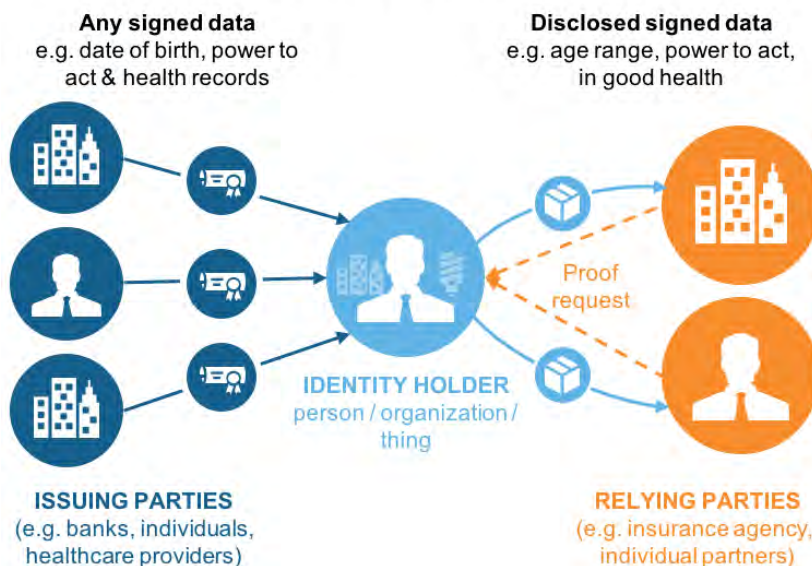 Any signed data
e.g. date of birth, power to
act & health records
Disclosed signed data
e.g. age range, power to act,
in good health
Proof
request
IDENTITY HOLDER
person / organization /
thing
ISSUING PARTIES
(e.g. banks, individuals,
healthcare providers)
RELYING PARTIES
(e.g. insurance agency,
individual partners)